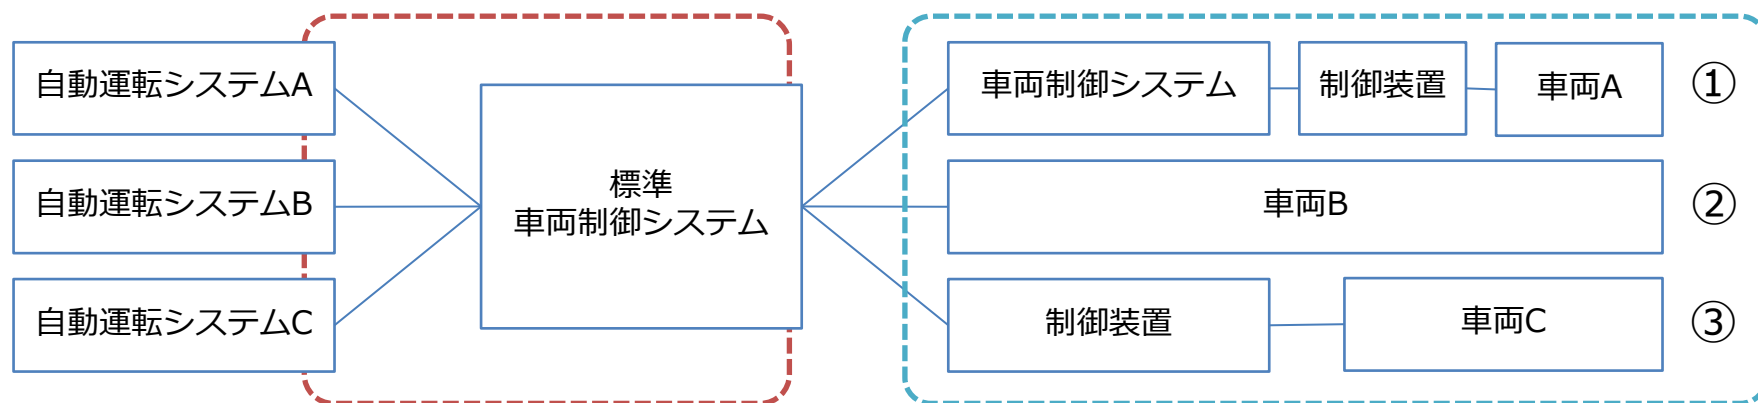 自動運転システムA
自動運転システムB
自動運転システムC
標準
車両制御システム
車両制御システム
制御装置
車両A
①
車両B
②
制御装置
車両C
③